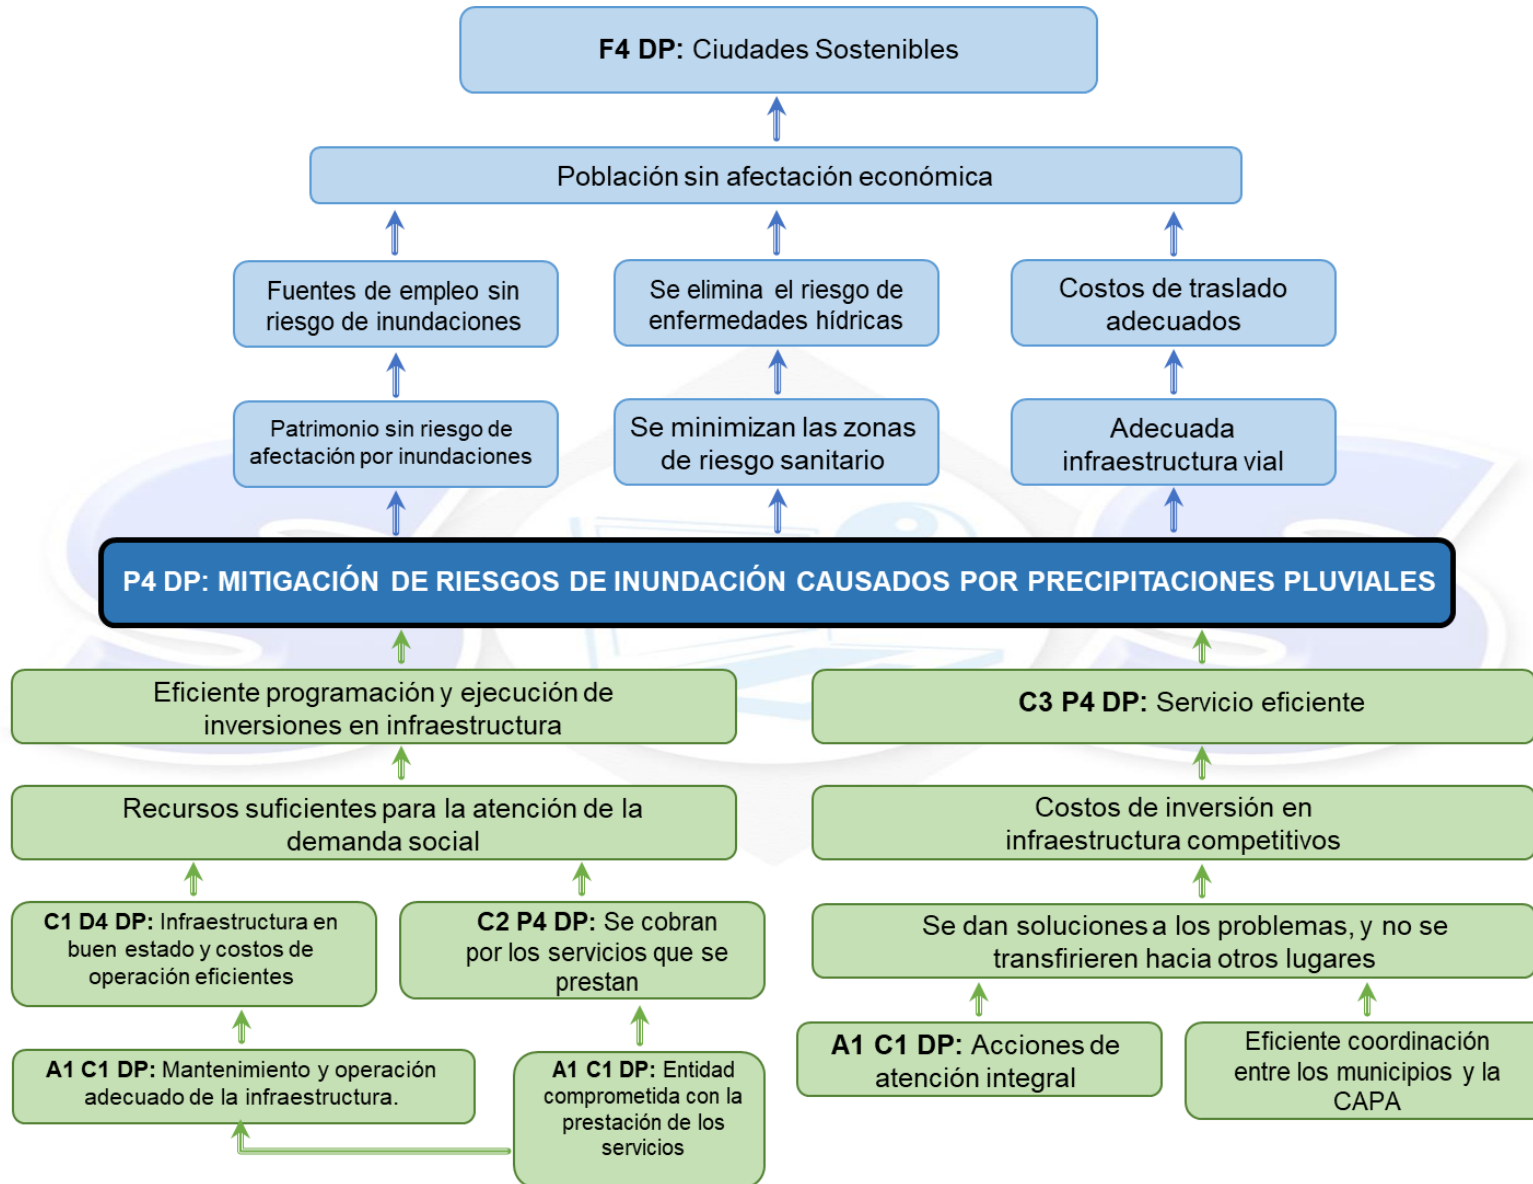 F4 DP: Ciudades Sostenibles
Población sin afectación económica
Fuentes de empleo sin
riesgo de inundaciones
Se elimina el riesgo de
enfermedades hídricas
Costos de traslado
adecuados
Patrimonio sin riesgo de
afectación por inundaciones
Se minimizan las zonas
de riesgo sanitario
Adecuada
infraestructura vial
P4 DP: MITIGACIÓN DE RIESGOS DE INUNDACIÓN CAUSADOS POR PRECIPITACIONES PLUVIALES
Eficiente programación y ejecución de
inversiones en infraestructura
C3 P4 DP: Servicio eficiente
Recursos suficientes para la atención de la
demanda social
Costos de inversión en
infraestructura competitivos
C1 D4 DP: Infraestructura en
buen estado y costos de
operación eficientes
C2 P4 DP: Se cobran
por los servicios que se
prestan
Se dan soluciones a los problemas, y no se
transfirieren hacia otros lugares
A1 C1 DP: Mantenimiento y operación
adecuado de la infraestructura.
A1 C1 DP: Entidad
comprometida con la
prestación de los
servicios
A1 C1 DP: Acciones de
atención integral
Eficiente coordinación
entre los municipios y la
CAPA